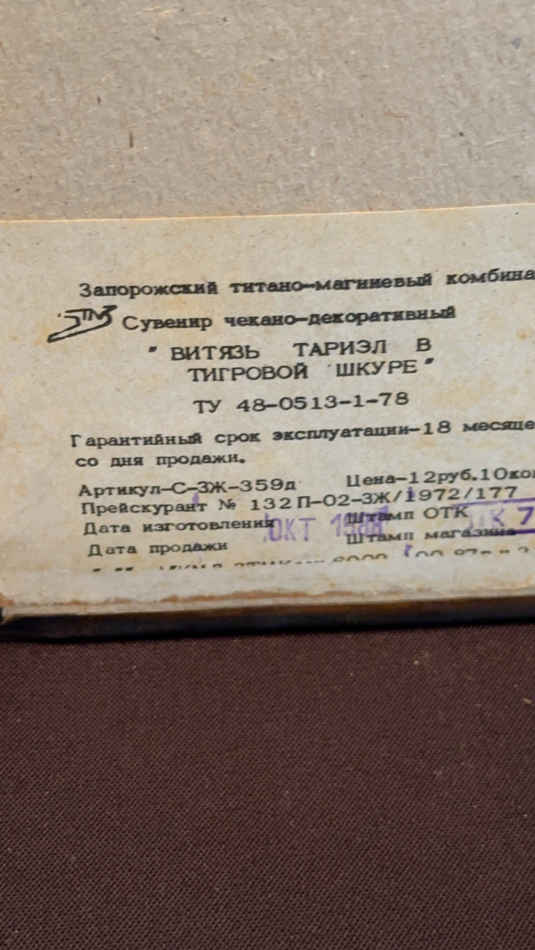 Запорожский титано-магниевый комбина
Сувенир чекано-декоративный
" ВИТЯЗЬ ТАРИЭЛ В
ТИГРОВОЙ ШКУРЕ "
ТУ 48-0513-1-78
Гарантийный срок эксплуатации-18 месяце
со дня продажи.
Артикул-С-ЗЖ-359д Цена-12руб.10коп
Прейскурант № 132 П-02-ЗЖ/1972/177
Дата изготовления ОКТ Штамп ОТК 7
Дата продажи Штамп магазина